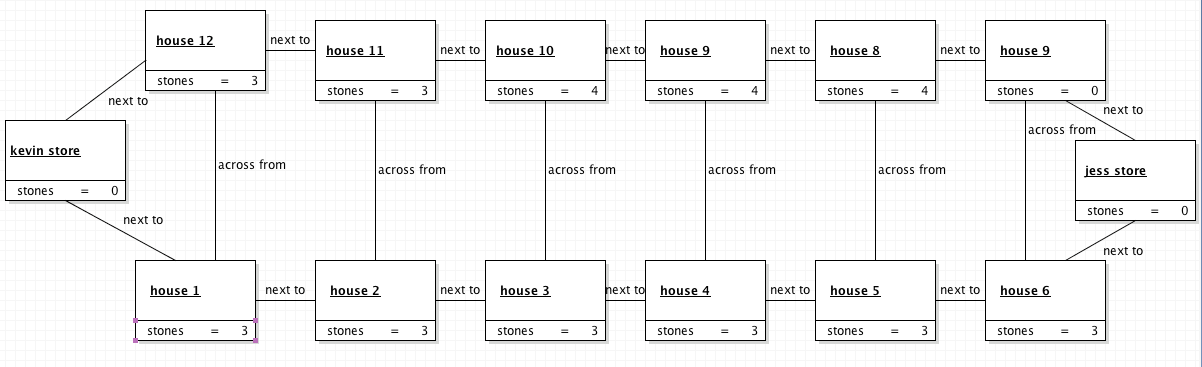 house 12
stones = 3
next to
house 11
stones = 3
next to
house 10
stones = 4
next to
house 9
stones = 4
next to
house 8
stones = 4
next to
house 9
stones = 0
next to
next to
kevin store
stones = 0
next to
across from
across from
across from
across from
across from
across from
jess store
stones = 0
next to
house 1
stones = 3
next to
house 2
stones = 3
next to
house 3
stones = 3
next to
house 4
stones = 3
next to
house 5
stones = 3
next to
house 6
stones = 3